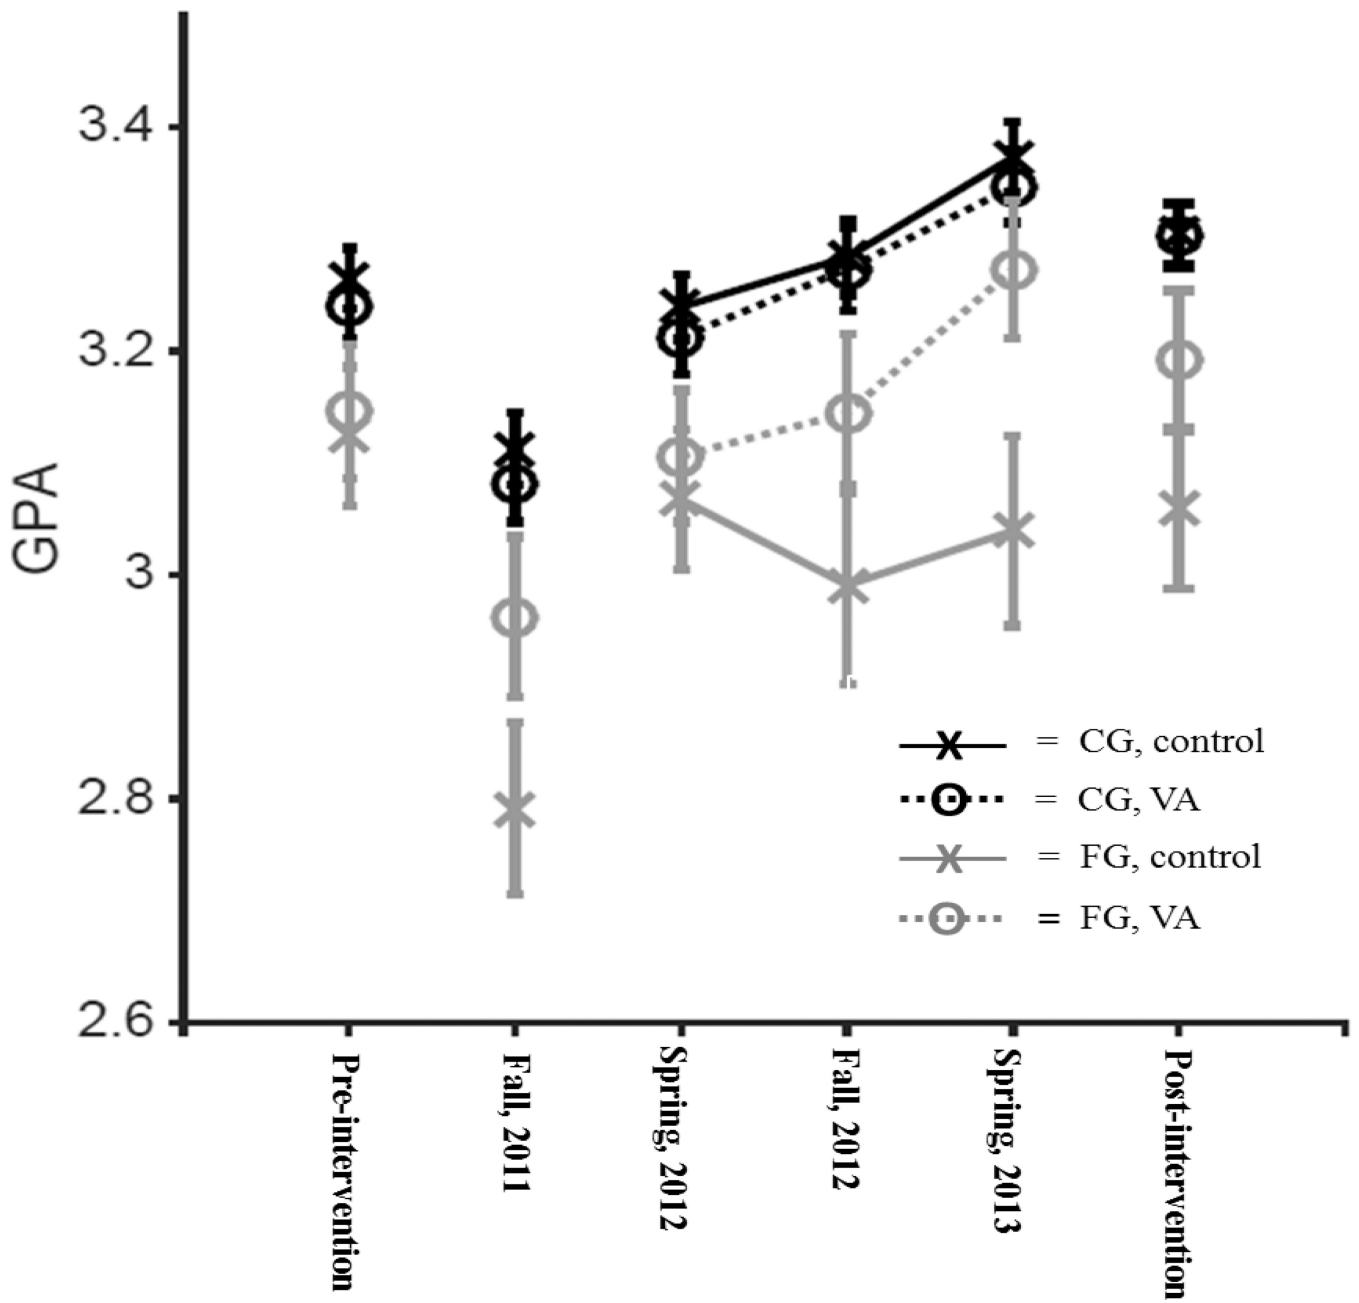 3.4
3.2
3
2.8
2.6
GPA
= CG, control
= CG, VA
= FG, control
= FG, VA
Pre-intervention
Fall, 2011
Spring, 2012
Fall, 2012
Spring, 2013
Post-intervention